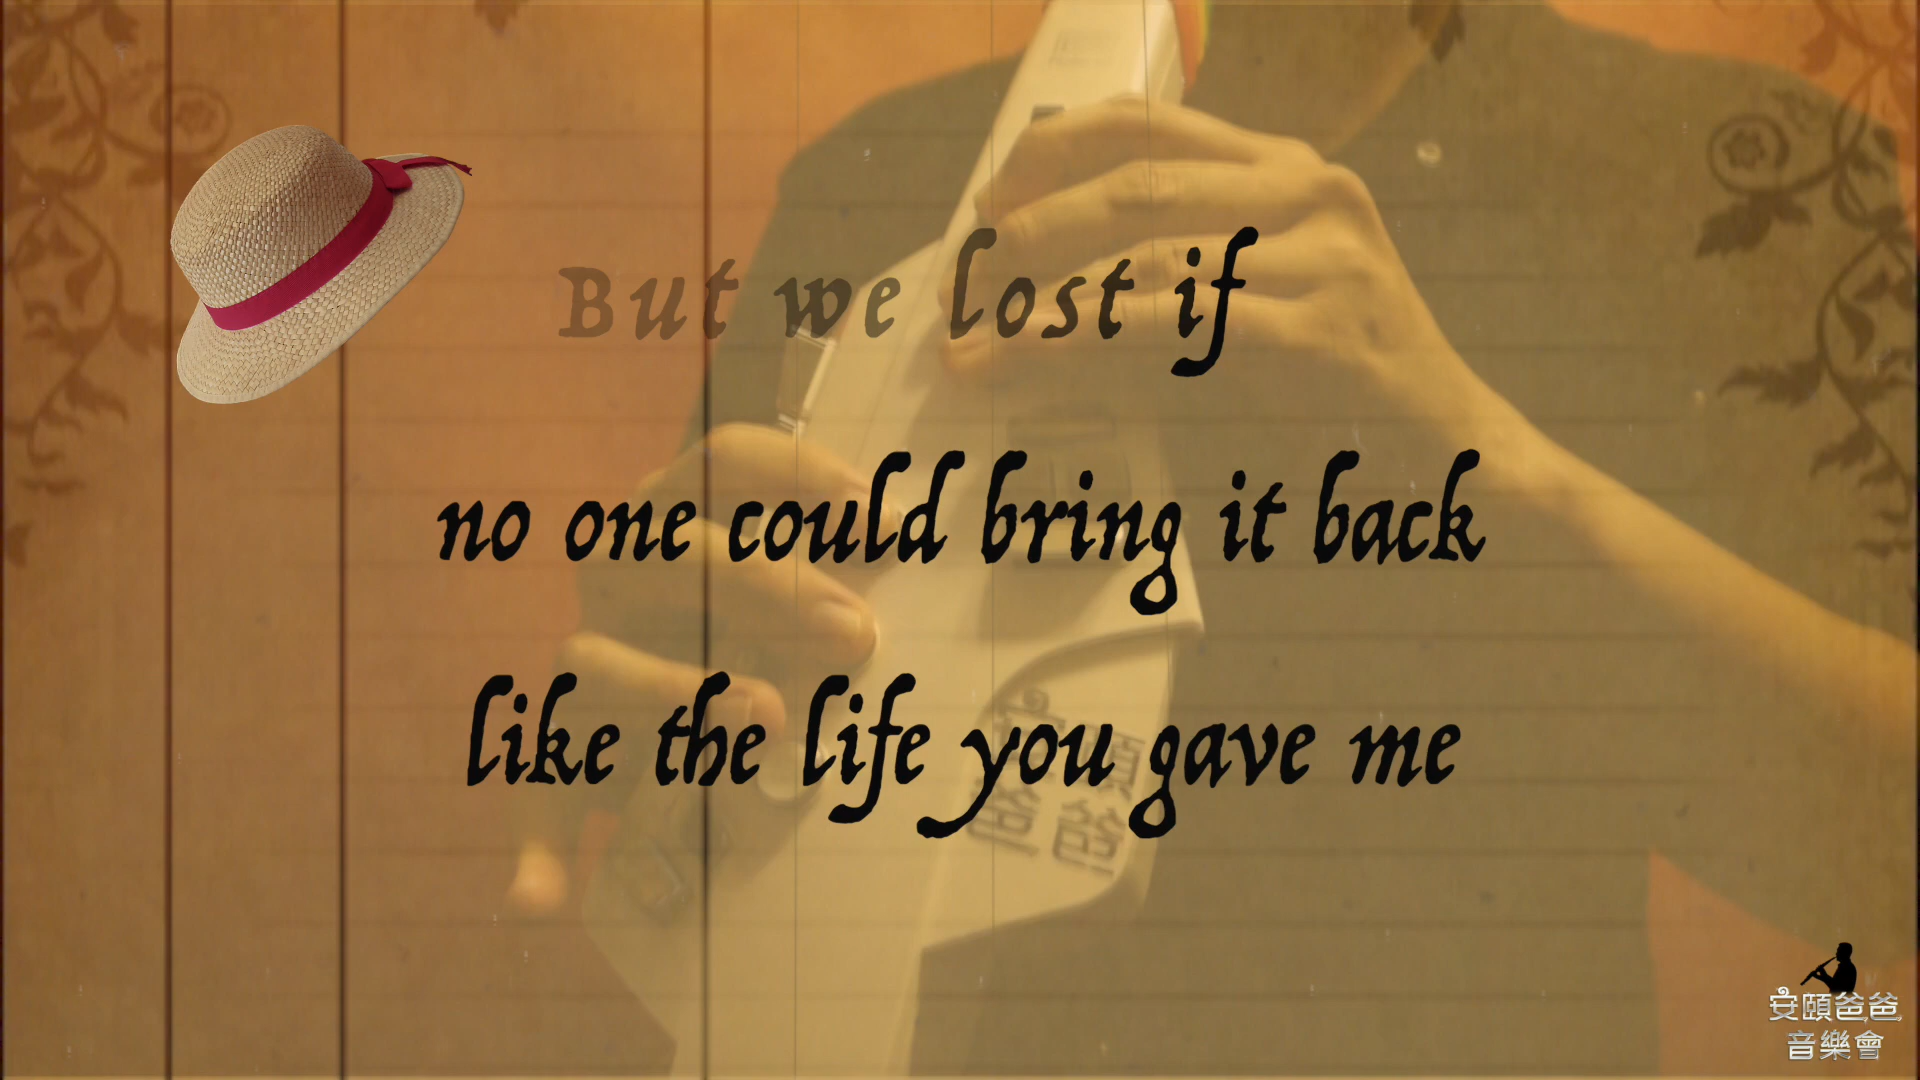 But we lost if
no one could bring it back
like the life you gave me
安頤爸爸
音樂會